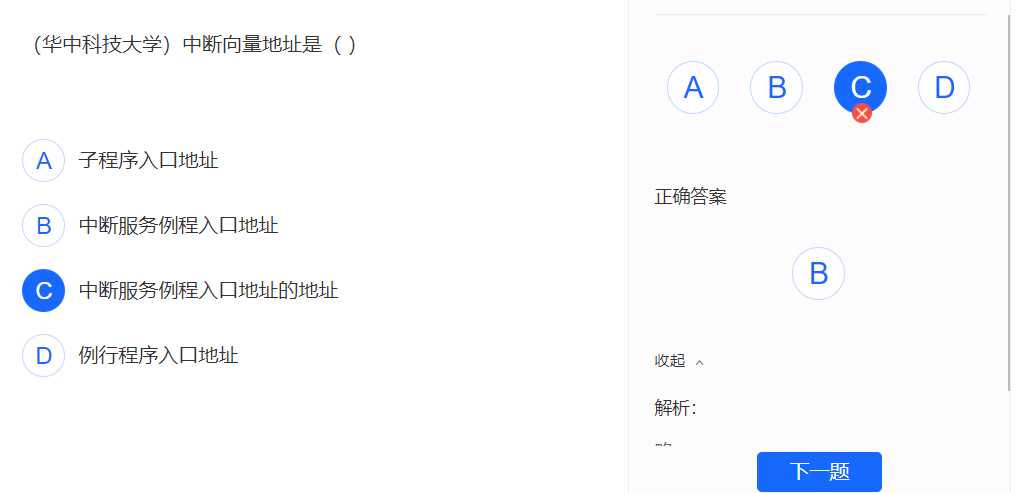 （华中科技大学）中断向量地址是（ ）
A 子程序入口地址
B 中断服务例程入口地址
C 中断服务例程入口地址的地址
D 例行程序入口地址
A B C D
正确答案
B
收起
解析：
下一题